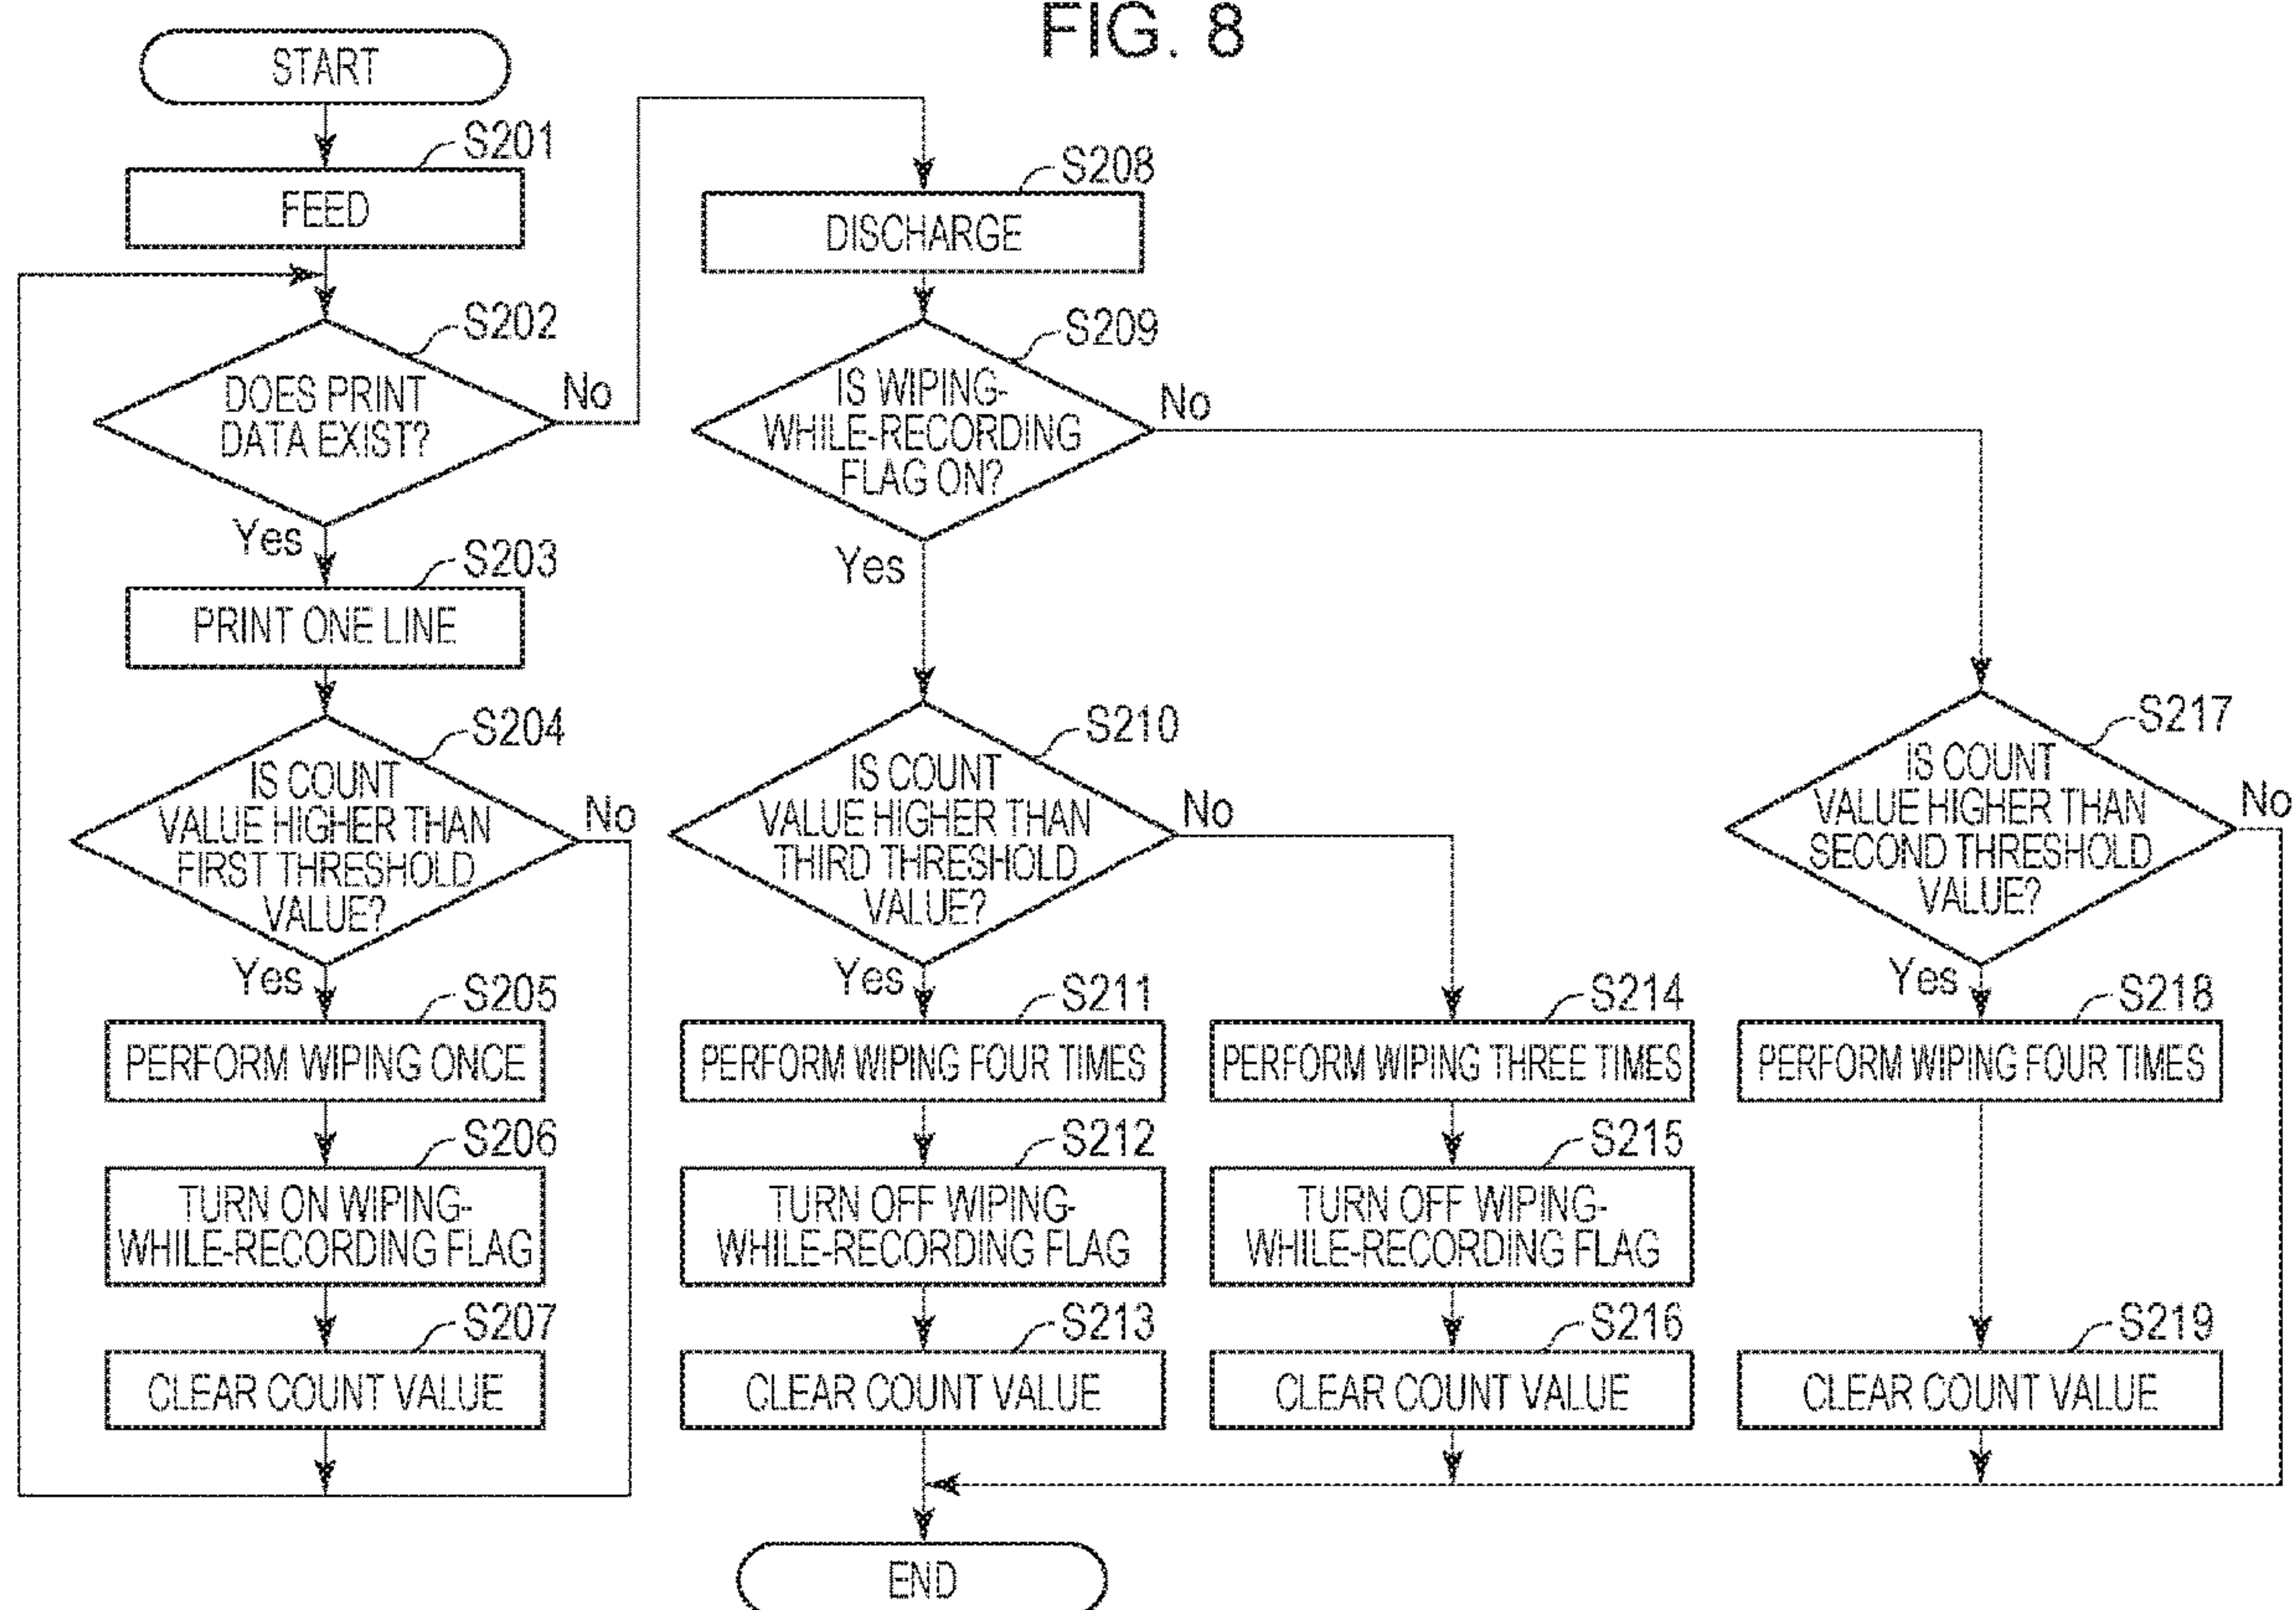 FIG. 8
START
S201
FEED
S202
DOES PRINT
DATA EXIST?
No
Yes
S203
PRINT ONE LINE
S204
IS COUNT
VALUE HIGHER THAN
FIRST THRESHOLD
VALUE?
No
Yes
S205
PERFORM WIPING ONCE
S206
TURN ON WIPING-
WHILE-RECORDING FLAG
S207
CLEAR COUNT VALUE
S208
DISCHARGE
S209
IS WIPING-
WHILE-RECORDING
FLAG ON?
No
Yes
S210
IS COUNT
VALUE HIGHER THAN
THIRD THRESHOLD
VALUE?
No
Yes
S211
PERFORM WIPING FOUR TIMES
S212
TURN OFF WIPING-
WHILE-RECORDING FLAG
S213
CLEAR COUNT VALUE
S214
PERFORM WIPING THREE TIMES
S215
TURN OFF WIPING-
WHILE-RECORDING FLAG
S216
CLEAR COUNT VALUE
S217
IS COUNT
VALUE HIGHER THAN
SECOND THRESHOLD
VALUE?
No
Yes
S218
PERFORM WIPING FOUR TIMES
S219
CLEAR COUNT VALUE
END